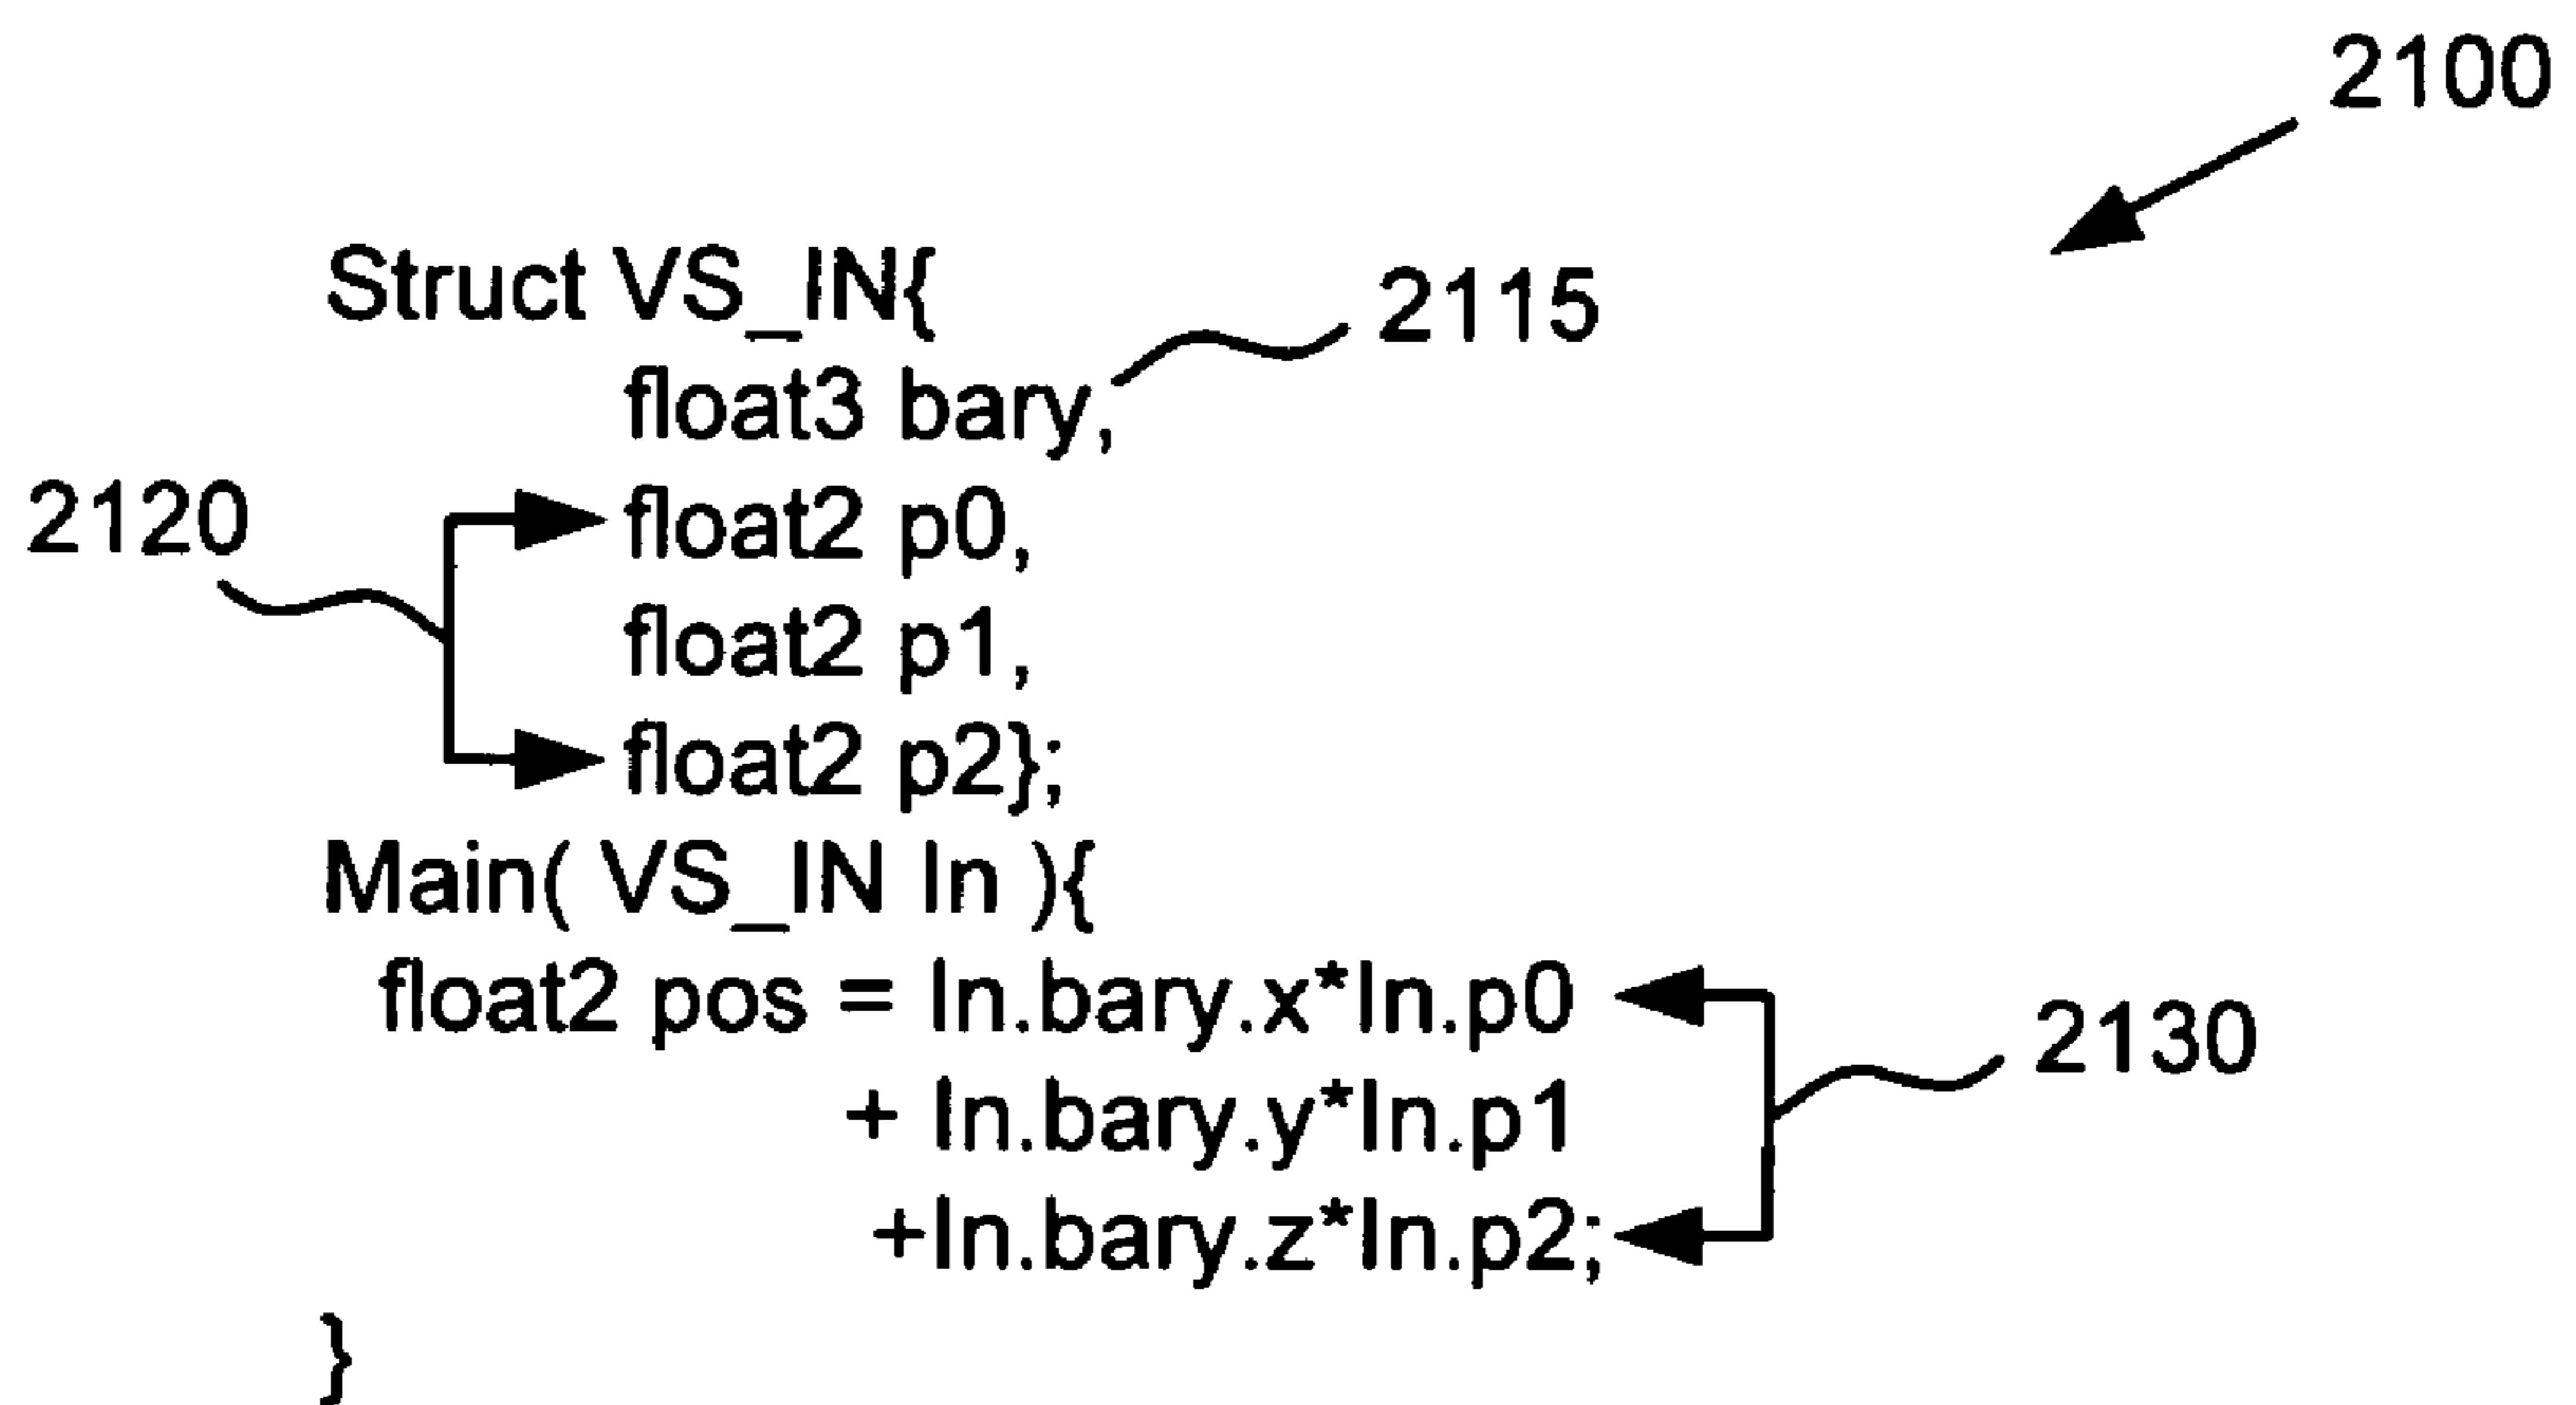 2100
Struct VS_IN{
2115
float3 bary,
2120
float2 p0,
float2 p1,
float2 p2};
Main( VS_IN In ){
float2 pos = In.bary.x*In.p0
2130
+ In.bary.y*In.p1
+In.bary.z*In.p2;
}